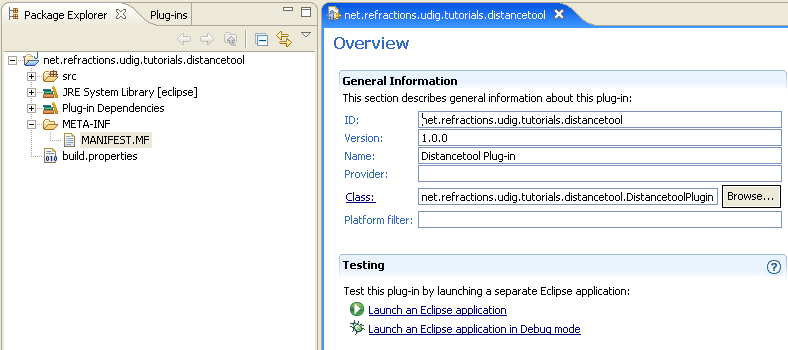 Package Explorer
Plug-ins
net.refractions.udig.tutorials.distancetool
src
JRE System Library [eclipse]
Plug-in Dependencies
META-INF
MANIFEST.MF
build.properties
net.refractions.udig.tutorials.distancetool
Overview
General Information
This section describes general information about this plug-in:
ID: net.refractions.udig.tutorials.distancetool
Version: 1.0.0
Name: Distancetool Plug-in
Provider:
Class: net.refractions.udig.tutorials.distancetool.DistancetoolPlugin Browse...
Platform filter:
Testing
Test this plug-in by launching a separate Eclipse application:
Launch an Eclipse application
Launch an Eclipse application in Debug mode